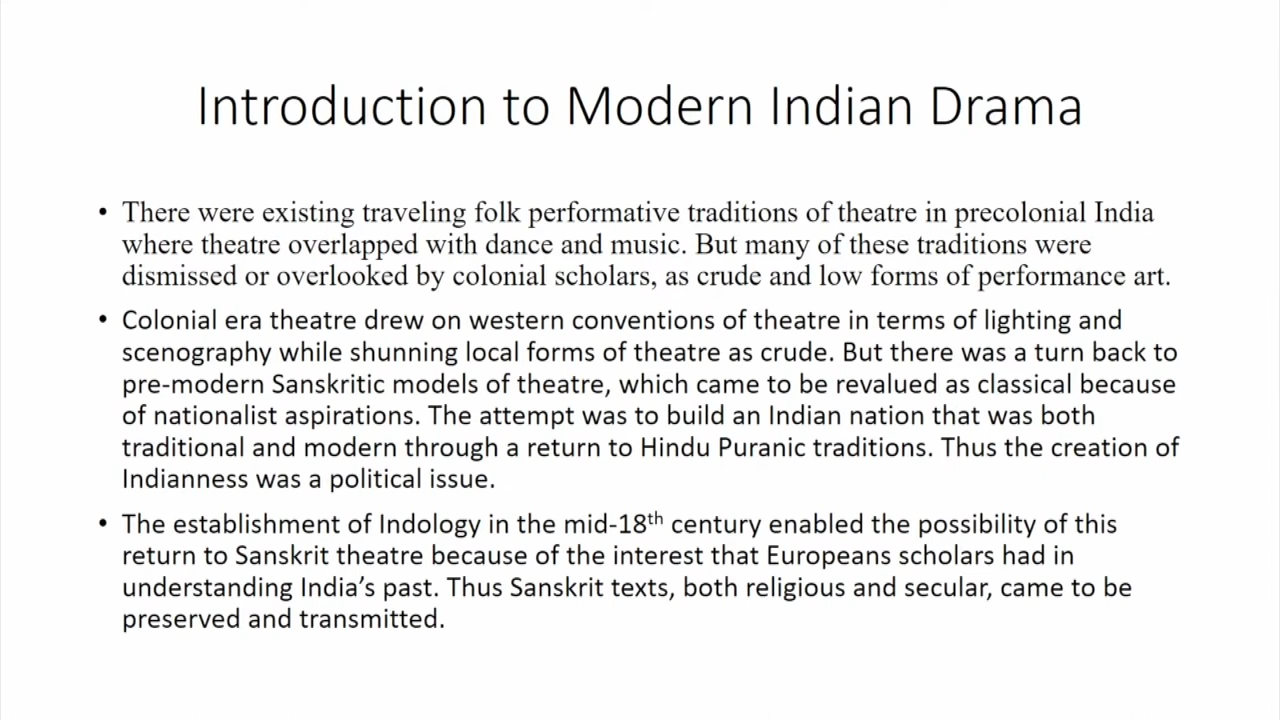 Introduction to Modern Indian Drama
• There were existing traveling folk performative traditions of theatre in precolonial India
where theatre overlapped with dance and music. But many of these traditions were
dismissed or overlooked by colonial scholars, as crude and low forms of performance art.
• Colonial era theatre drew on western conventions of theatre in terms of lighting and
scenography while shunning local forms of theatre as crude. But there was a turn back to
pre-modern Sanskritic models of theatre, which came to be revalued as classical because
of nationalist aspirations. The attempt was to build an Indian nation that was both
traditional and modern through a return to Hindu Puranic traditions. Thus the creation of
Indianness was a political issue.
• The establishment of Indology in the mid-18th century enabled the possibility of this
return to Sanskrit theatre because of the interest that Europeans scholars had in
understanding India’s past. Thus Sanskrit texts, both religious and secular, came to be
preserved and transmitted.